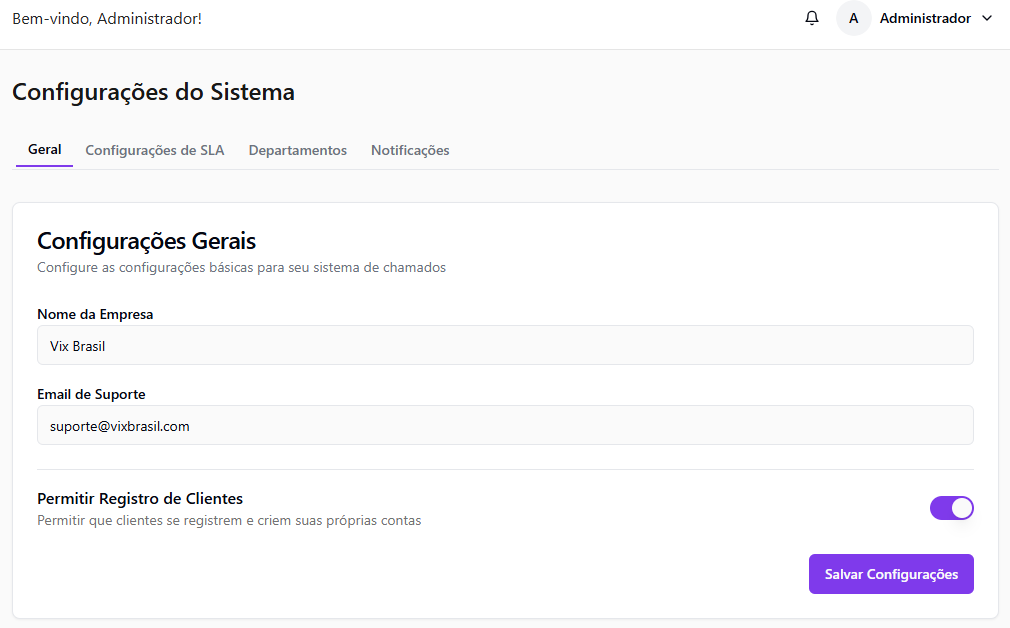 Bem-vindo, Administrador!
A Administrador
Configurações do Sistema
Geral Configurações de SLA Departamentos Notificações
Configurações Gerais
Configure as configurações básicas para seu sistema de chamados
Nome da Empresa
Vix Brasil
Email de Suporte
suporte@vixbrasil.com
Permitir Registro de Clientes
Permitir que clientes se registrem e criem suas próprias contas
Salvar Configurações